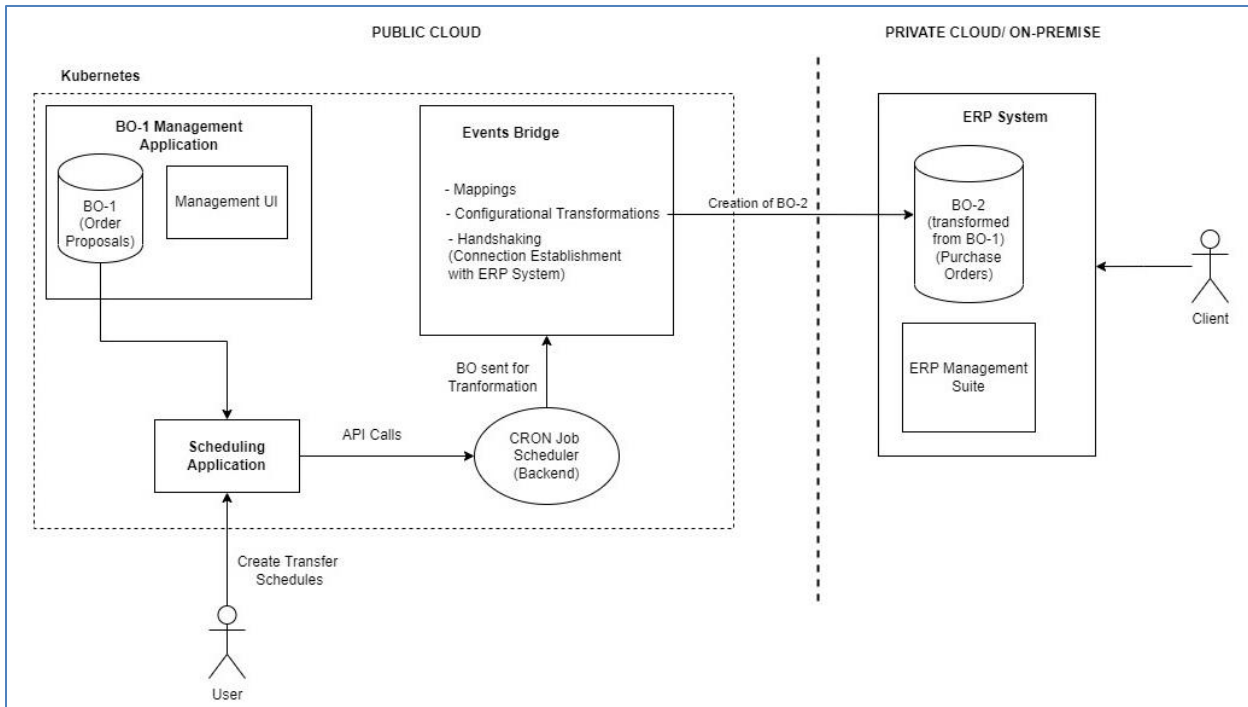 PUBLIC CLOUD
PRIVATE CLOUD/ ON-PREMISE
Kubernetes
BO-1 Management
Application
BO-1
(Order
Proposals)
Management UI
Events Bridge
- Mappings
- Configurational Transformations
- Handshaking
(Connection Establishment
with ERP System)
Creation of BO-2
ERP System
BO-2
(transformed
from BO-1)
(Purchase
Orders)
ERP Management
Suite
Client
BO sent for
Tranformation
Scheduling
Application
API Calls
CRON Job
Scheduler
(Backend)
Create Transfer
Schedules
User